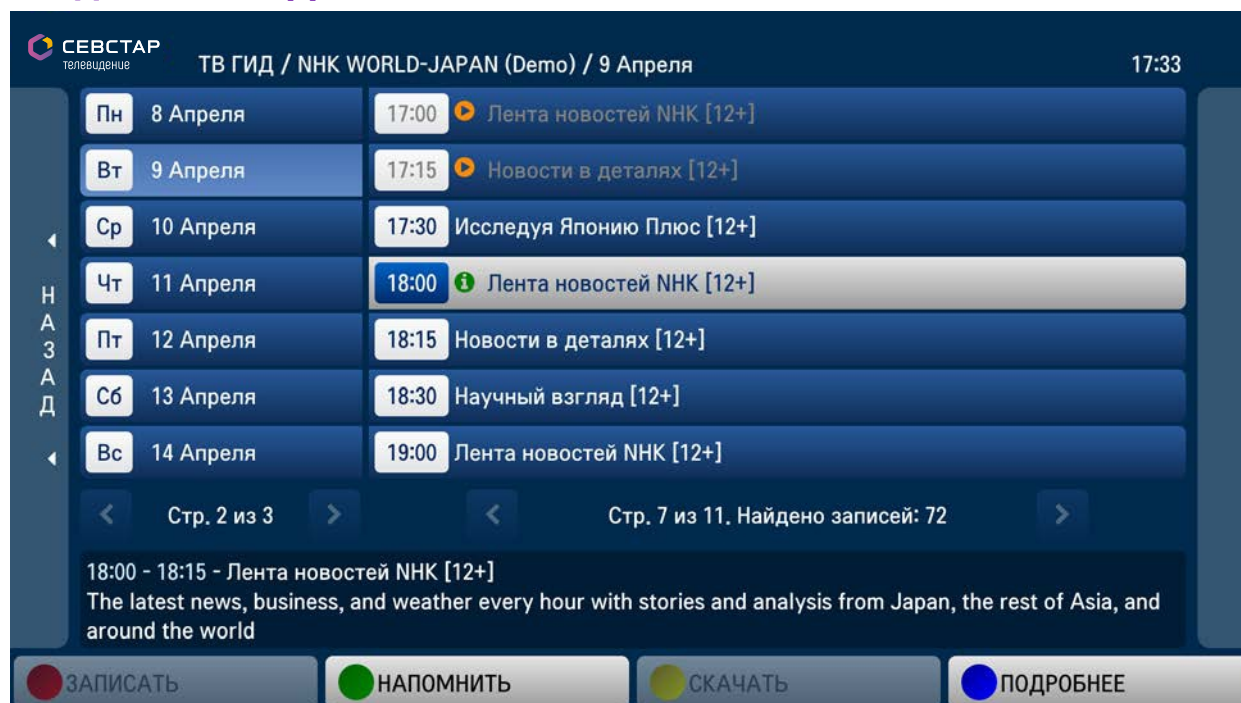 СЕВСТАР
телевидение
ТВ ГИД / NHK WORLD-JAPAN (Demo) / 9 Апреля
17:33
Пн 8 Апреля
17:00 Лента новостей NHK [12+]
Вт 9 Апреля
17:15 Новости в деталях [12+]
Ср 10 Апреля
17:30 Исследуя Японию Плюс [12+]
Чт 11 Апреля
18:00 Лента новостей NHK [12+]
Пт 12 Апреля
18:15 Новости в деталях [12+]
Сб 13 Апреля
18:30 Научный взгляд [12+]
Вс 14 Апреля
19:00 Лента новостей NHK [12+]
НАЗАД
Стр. 2 из 3
Стр. 7 из 11. Найдено записей: 72
18:00 - 18:15 - Лента новостей NHK [12+]
The latest news, business, and weather every hour with stories and analysis from Japan, the rest of Asia, and
around the world
ЗАПИСАТЬ
НАПОМНИТЬ
СКАЧАТЬ
ПОДРОБНЕЕ